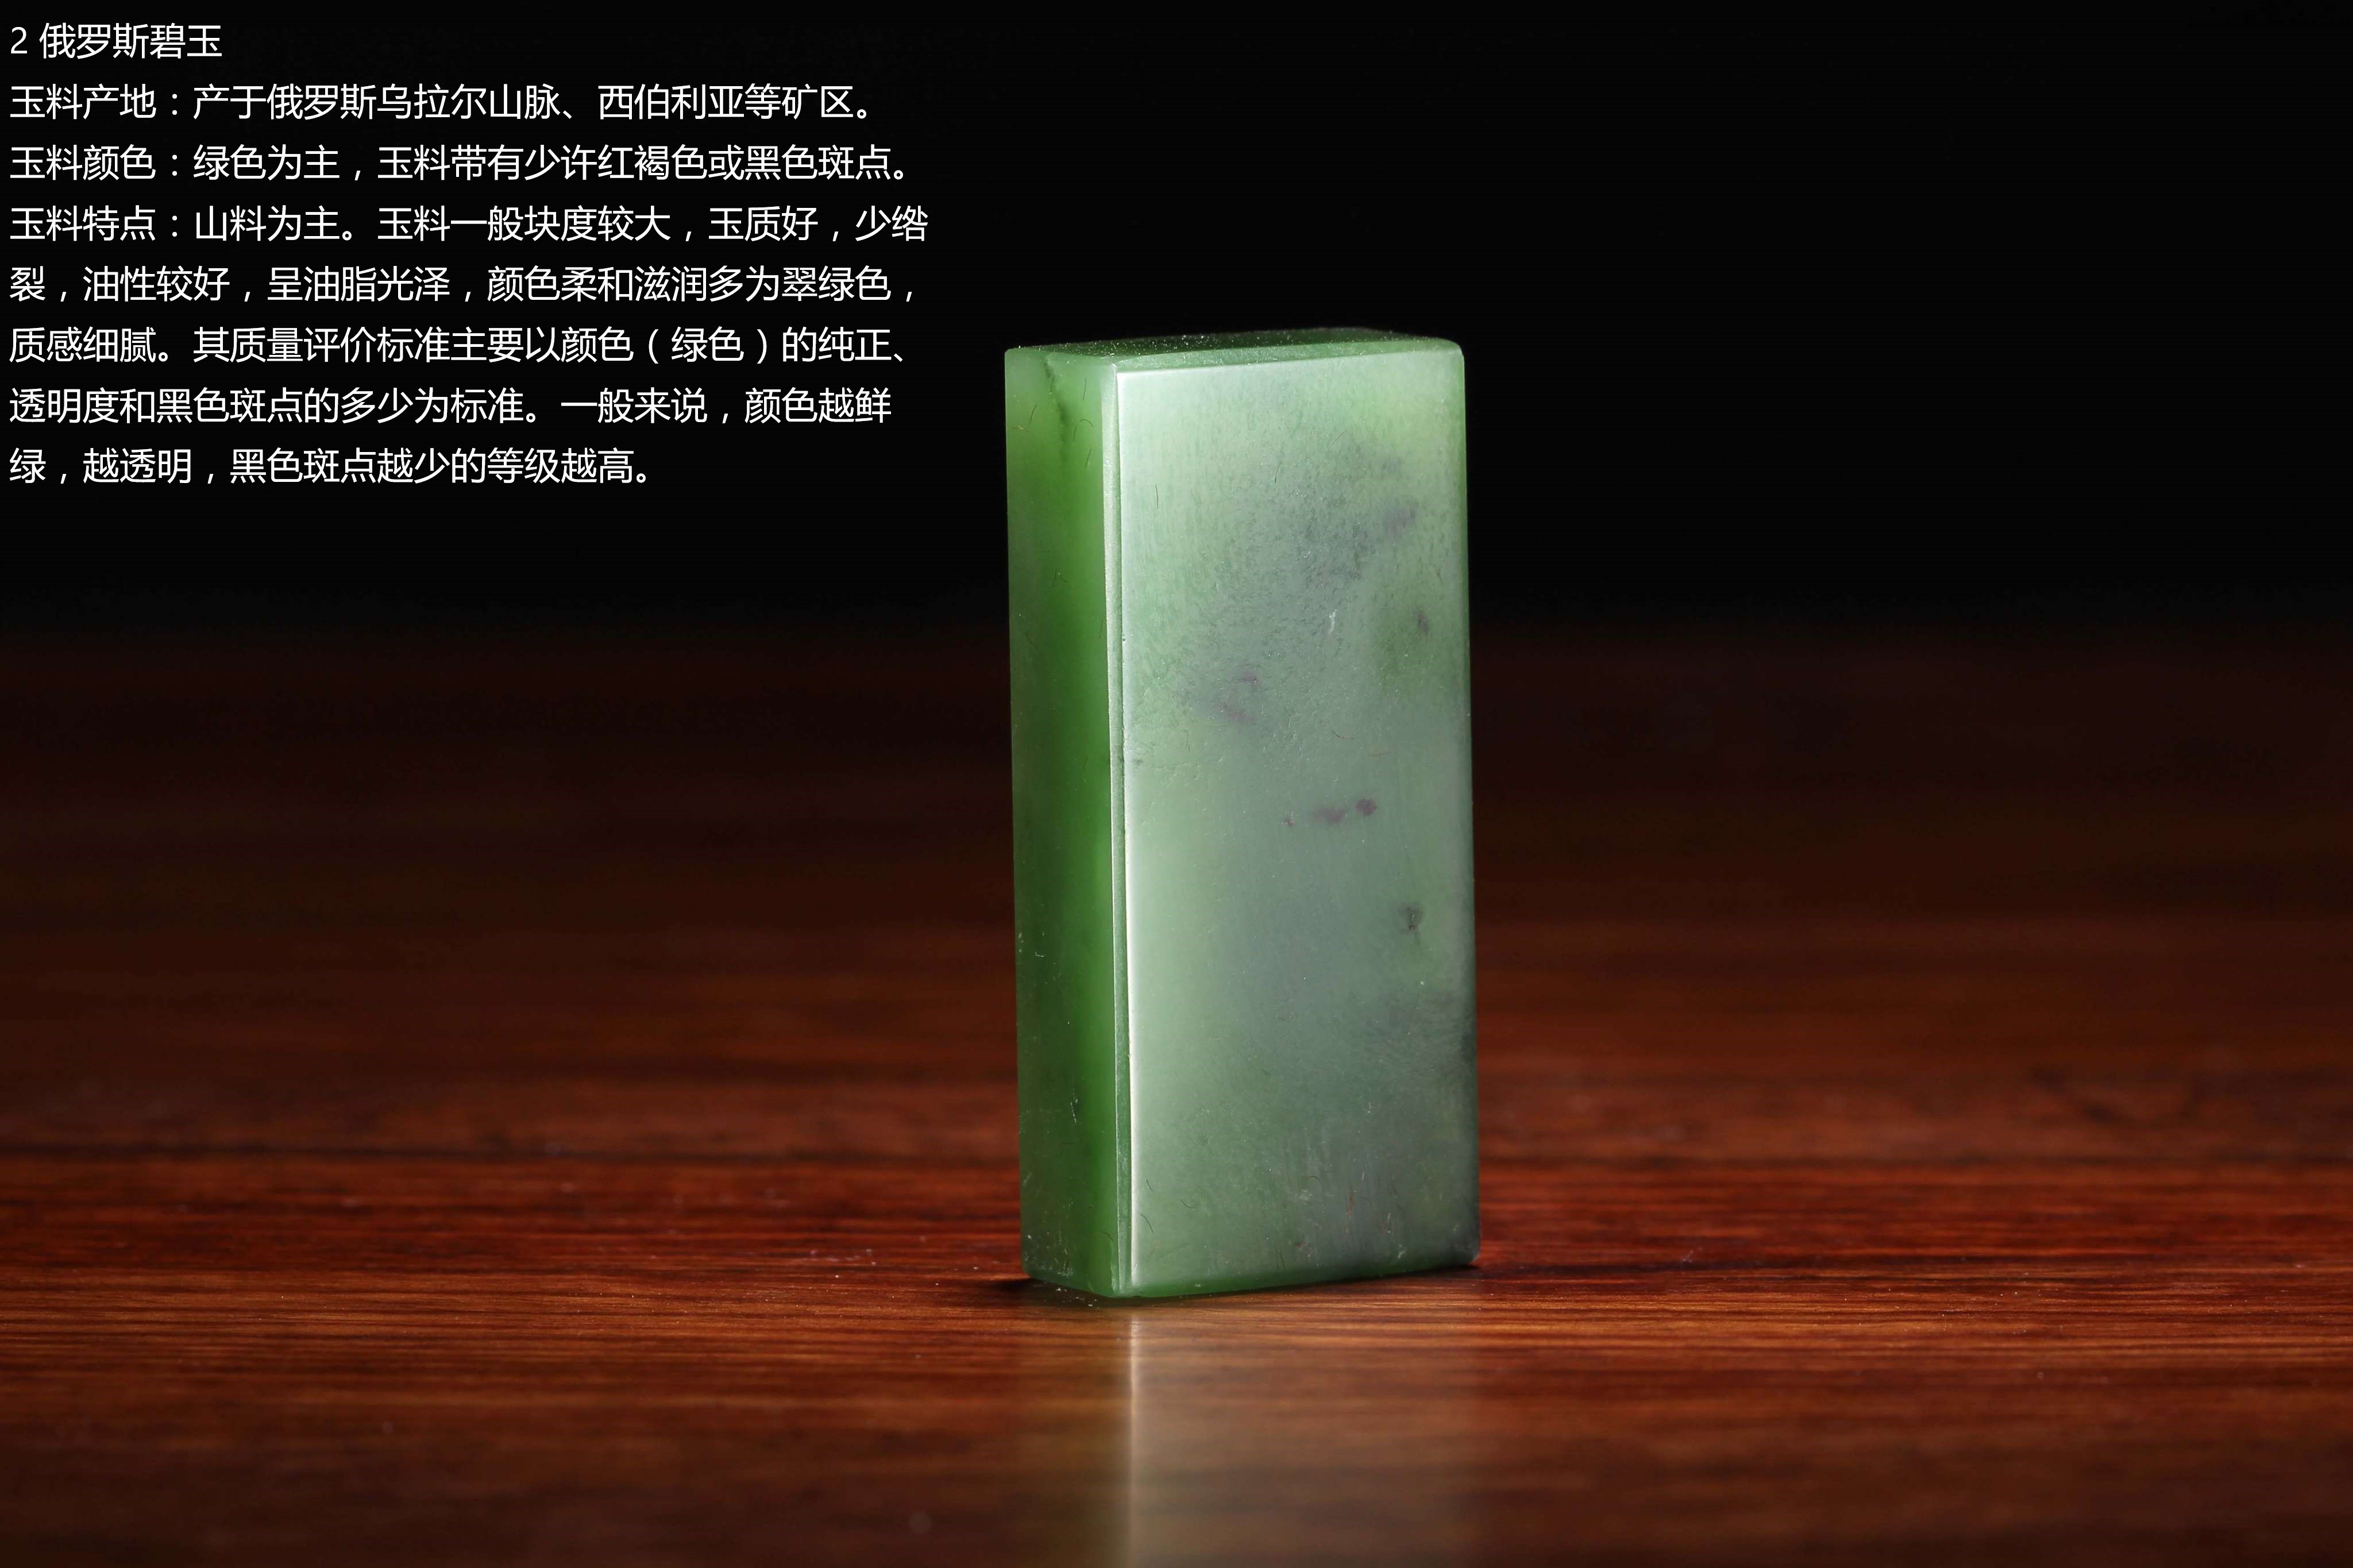 2 俄罗斯碧玉
玉料产地：产于俄罗斯乌拉尔山脉、西伯利亚等矿区。
玉料颜色：绿色为主，玉料带有少许红褐色或黑色斑点。
玉料特点：山料为主。玉料一般块度较大，玉质好，少绺
裂，油性较好，呈油脂光泽，颜色柔和滋润多为翠绿色，
质感细腻。其质量评价标准主要以颜色（绿色）的纯正、
透明度和黑色斑点的多少为标准。一般来说，颜色越鲜
绿，越透明，黑色斑点越少的等级越高。